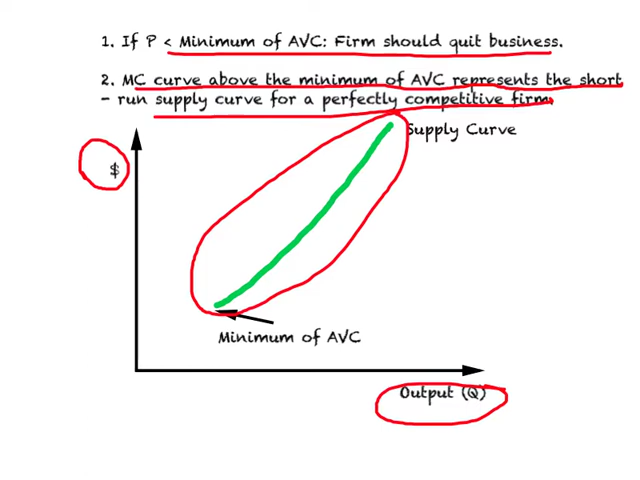 1. If P < Minimum of AVC: Firm should quit business.
2. MC curve above the minimum of AVC represents the short
- run supply curve for a perfectly competitive firm.
Supply Curve
$
Minimum of AVC
Output (Q)